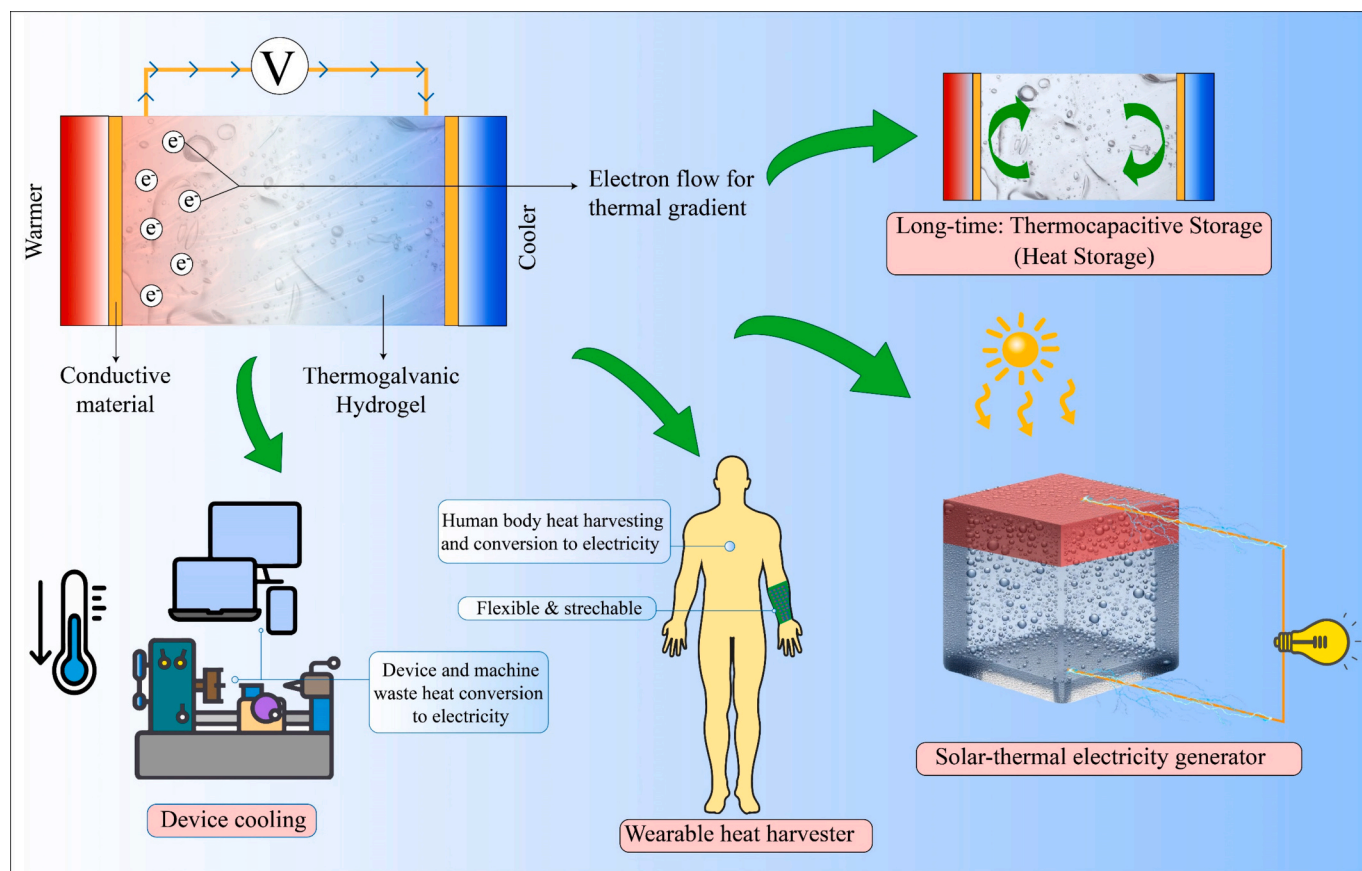 V
Warmer
e-
e-
e-
e-
e-
e-
Cooler
Electron flow for
thermal gradient
Conductive
material
Thermogalvanic
Hydrogel
Long-time: Thermocapacitive Storage
(Heat Storage)
Human body heat harvesting
and conversion to electricity
Flexible & strechable
Device and machine
waste heat conversion
to electricity
Device cooling
Wearable heat harvester
Solar-thermal electricity generator